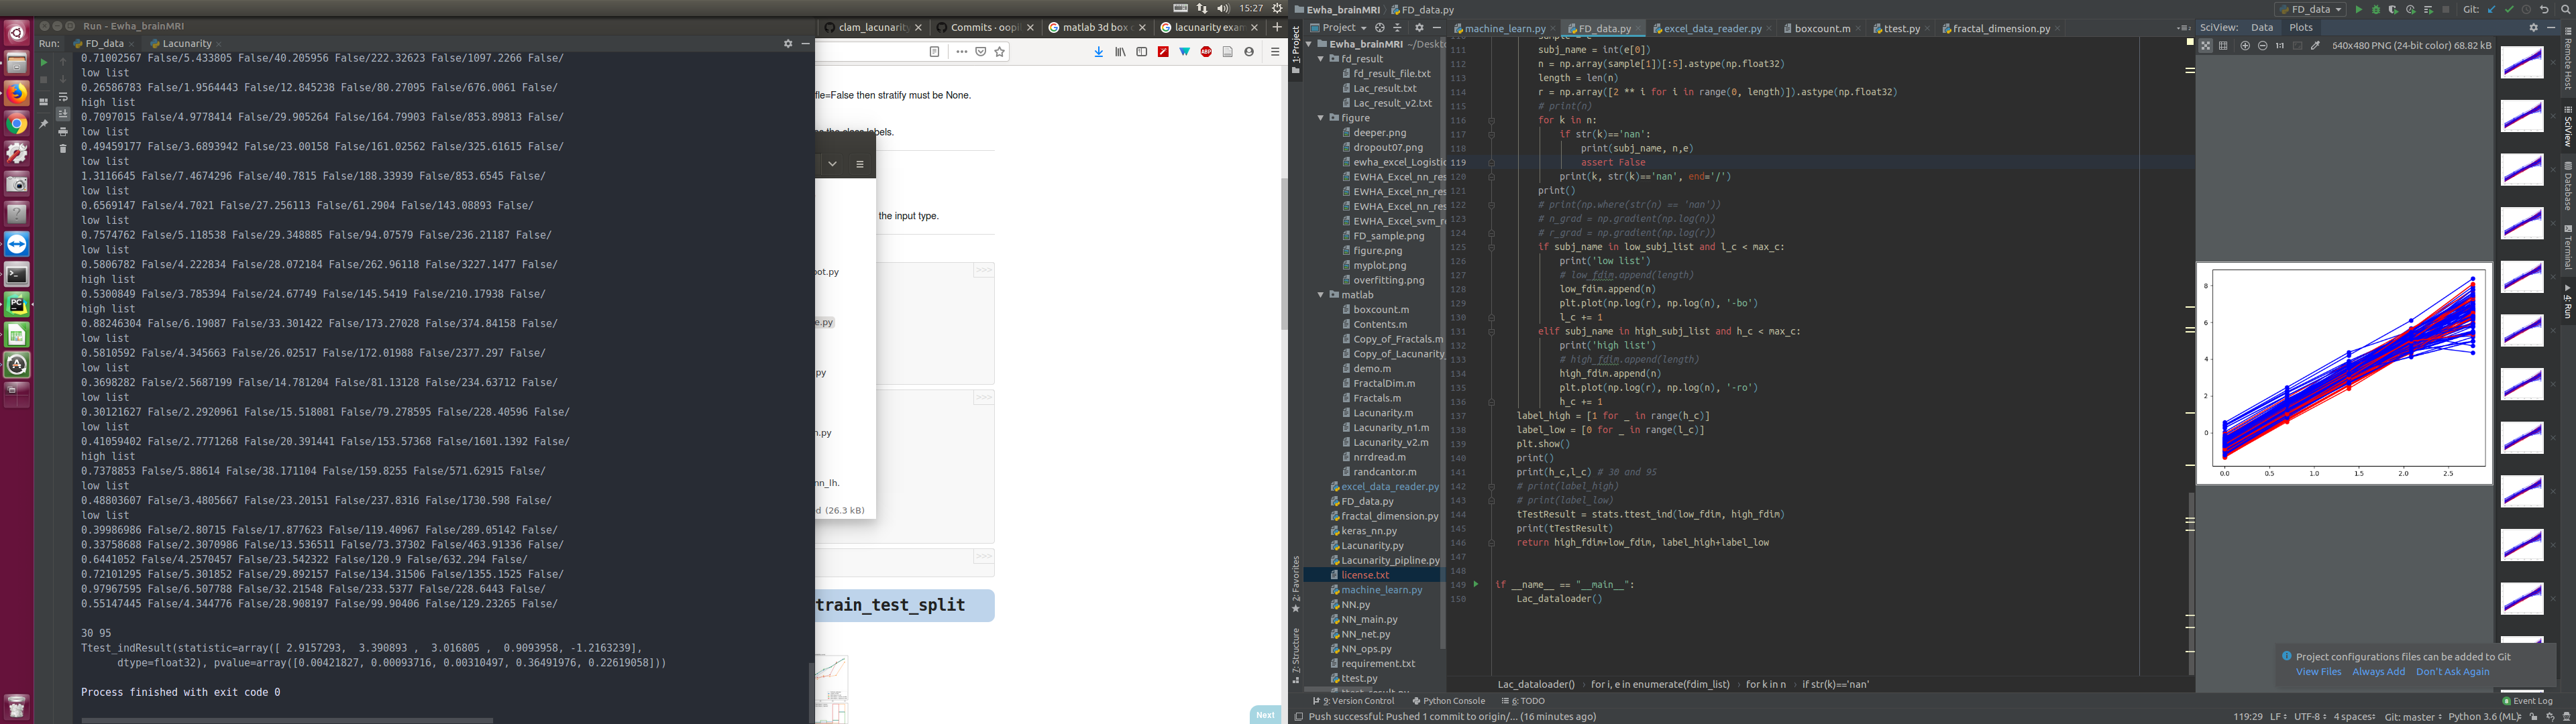 15:27
Run - Ewha_brainMRI
Run: FD_data Lacunarity
0.71002567 False/5.433805 False/40.205956 False/222.32623 False/1097.2266 False/
low list
0.26586783 False/1.9564443 False/12.845238 False/80.27095 False/676.0061 False/
high list
0.7097015 False/4.9778414 False/29.905264 False/164.79903 False/853.89813 False/
low list
0.49459177 False/3.6893942 False/23.00158 False/161.02562 False/325.61615 False/
low list
1.3116645 False/7.4674296 False/40.7815 False/188.33939 False/853.6545 False/
low list
0.6569147 False/4.7021 False/27.256113 False/61.2904 False/143.08893 False/
low list
0.7574762 False/5.118538 False/29.348885 False/94.07579 False/236.21187 False/
low list
0.5806782 False/4.222834 False/28.072184 False/262.96118 False/3227.1477 False/
high list
0.5300849 False/3.785394 False/24.67749 False/145.5419 False/210.17938 False/
high list
0.88246304 False/6.19087 False/33.301422 False/173.27028 False/374.84158 False/
low list
0.5810592 False/4.345663 False/26.02517 False/172.01988 False/2377.297 False/
low list
0.3698282 False/2.5687199 False/14.781204 False/81.13128 False/234.63712 False/
low list
0.30121627 False/2.2920961 False/15.518081 False/79.278595 False/228.40596 False/
low list
0.41059402 False/2.7771268 False/20.391441 False/153.57368 False/1601.1392 False/
high list
0.7378853 False/5.88614 False/38.171104 False/159.8255 False/571.62915 False/
low list
0.48803607 False/3.4805667 False/23.20151 False/237.8316 False/1730.598 False/
low list
0.39986986 False/2.80715 False/17.877623 False/119.40967 False/289.05142 False/
0.33758688 False/2.3070986 False/13.536511 False/73.37302 False/463.91336 False/
0.6441052 False/4.2570457 False/23.542322 False/120.9 False/632.294 False/
0.72101295 False/5.301852 False/29.892157 False/134.31506 False/1355.1525 False/
0.97967595 False/6.507788 False/32.21548 False/233.5377 False/228.6443 False/
0.55147445 False/4.344776 False/28.908197 False/99.90406 False/129.23265 False/
30 95
Ttest_indResult(statistic=array([ 2.9157293, 3.390893 , 3.016805 , 0.9093958, -1.2163239],
dtype=float32), pvalue=array([0.00421827, 0.00093716, 0.00310497, 0.36491976, 0.22619058]))
Process finished with exit code 0
clam_lacunarity
Commits · oopi
matlab 3d box c
lacunarity exam
fle=False then stratify must be None.
the input type.
>>>
>>>
>>>
train_test_split
Next
(26.3 kB)
Ewha_brainMRI FD_data.py
FD_data Git:
Project
Ewha_brainMRI ~/Deskto
fd_result
fd_result_file.txt
Lac_result.txt
Lac_result_v2.txt
figure
deeper.png
dropout07.png
ewha_excel_Logistic
EWHA_Excel_nn_res
EWHA_Excel_nn_res
EWHA_Excel_nn_res
EWHA_Excel_svm_re
FD_sample.png
figure.png
myplot.png
overfitting.png
matlab
boxcount.m
Contents.m
Copy_of_Fractals.m
Copy_of_Lacunarity_
demo.m
FractalDim.m
Fractals.m
Lacunarity.m
Lacunarity_n1.m
Lacunarity_v2.m
nrrdread.m
randcantor.m
excel_data_reader.py
FD_data.py
fractal_dimension.py
keras_nn.py
Lacunarity.py
Lacunarity_pipline.py
license.txt
machine_learn.py
NN.py
NN_main.py
NN_net.py
NN_ops.py
requirement.txt
ttest.py
machine_learn.py FD_data.py excel_data_reader.py boxcount.m ttest.py fractal_dimension.py
111 subj_name = int(e[0])
112 n = np.array(sample[1])[:5].astype(np.float32)
113 length = len(n)
114 r = np.array([2 ** i for i in range(0, length)]).astype(np.float32)
115 # print(n)
116 for k in n:
117 if str(k)=='nan':
118 print(subj_name, n,e)
119 assert False
120 print(k, str(k)=='nan', end='/')
121 print()
122 # print(np.where(str(n) == 'nan'))
123 # n_grad = np.gradient(np.log(n))
124 # r_grad = np.gradient(np.log(r))
125 if subj_name in low_subj_list and l_c < max_c:
126 print('low list')
127 # low_fdim.append(length)
128 low_fdim.append(n)
129 plt.plot(np.log(r), np.log(n), '-bo')
130 l_c += 1
131 elif subj_name in high_subj_list and h_c < max_c:
132 print('high list')
133 # high_fdim.append(length)
134 high_fdim.append(n)
135 plt.plot(np.log(r), np.log(n), '-ro')
136 h_c += 1
137 label_high = [1 for _ in range(h_c)]
138 label_low = [0 for _ in range(l_c)]
139 plt.show()
140 print()
141 print(h_c,l_c) # 30 and 95
142 # print(label_high)
143 # print(label_low)
144 tTestResult = stats.ttest_ind(low_fdim, high_fdim)
145 print(tTestResult)
146 return high_fdim+low_fdim, label_high+label_low
147
148
149 if __name__ == "__main__":
150 Lac_dataloader()
Lac_dataloader() for i, e in enumerate(fdim_list) for k in n if str(k)=='nan'
SciView: Data Plots
640x480 PNG (24-bit color) 68.82 kB
8
6
4
2
0
0.0 0.5 1.0 1.5 2.0 2.5
Project configurations files can be added to Git
View Files Always Add Don't Ask Again
1: Project
2: Favorites
7: Structure
Remote Host
SciView
Database
Terminal
4: Run
9: Version Control Python Console 6: TODO
Event Log
Push successful: Pushed 1 commit to origin/... (16 minutes ago)
119:29 LF UTF-8 4 spaces Git: master Python 3.6 (ML)